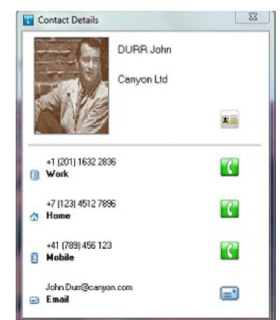 Contact Details
DURR John
Canyon Ltd
+1 (201) 1632 2836
Work
+7 (123) 4512 7896
Home
+41 (789) 456 123
Mobile
John.Durr@canyon.com
Email